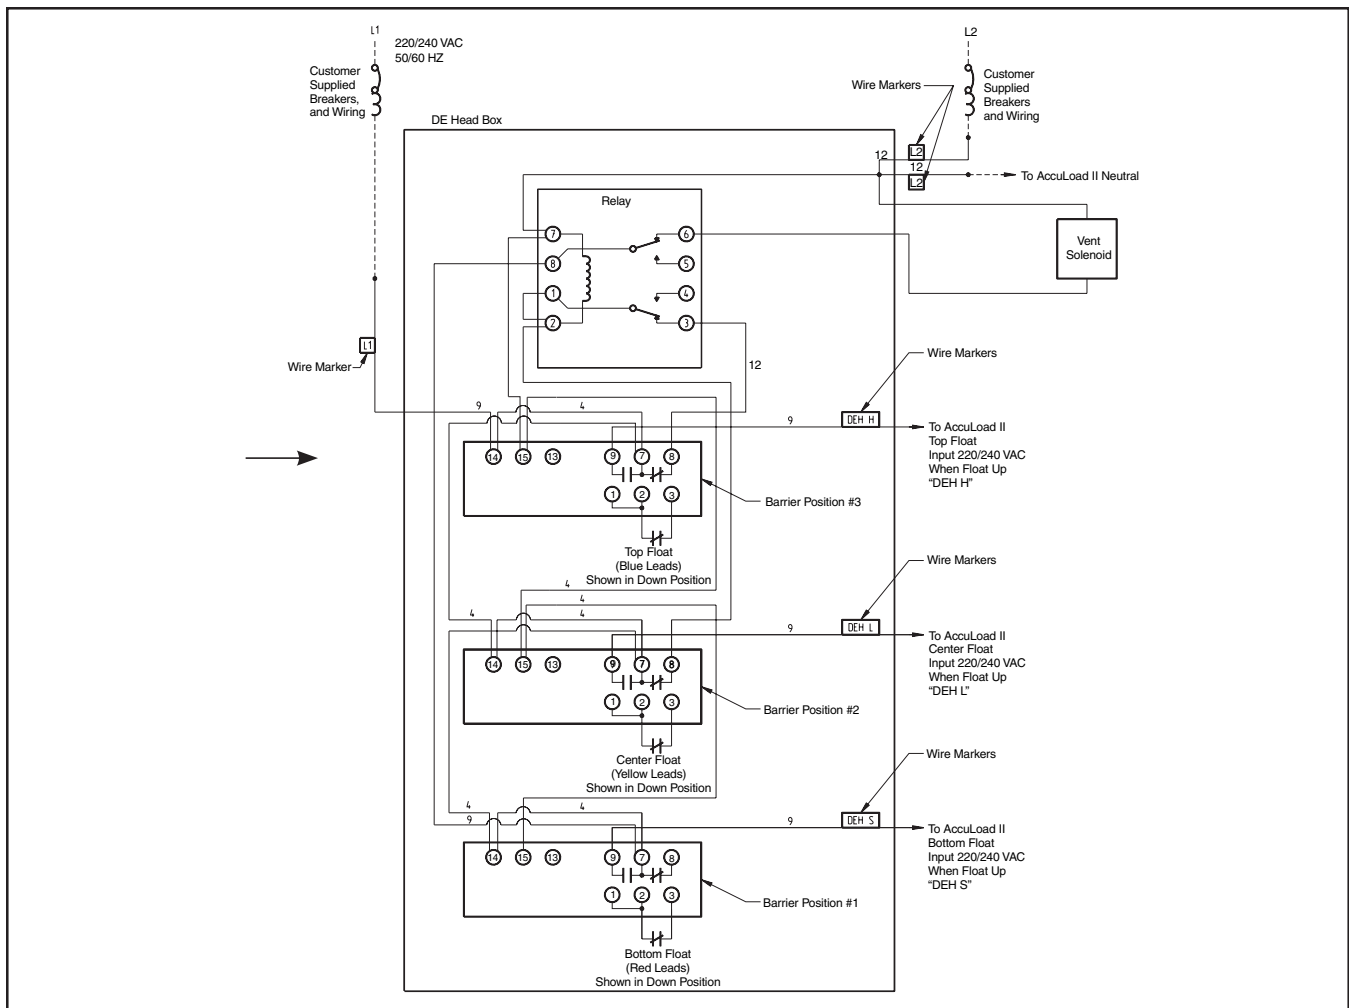 L1
220/240 VAC
50/60 HZ
Customer
Supplied
Breakers,
and Wiring
L2
Customer
Supplied
Breakers
and Wiring
Wire Markers
DE Head Box
12
L2
12
L2
To AccuLoad II Neutral
Relay
7
8
1
2
6
5
4
3
Vent
Solenoid
L1
Wire Marker
12
Wire Markers
9
4
9
DEH H
To AccuLoad II
Top Float
Input 220/240 VAC
When Float Up
“DEH H”
14
15
13
9
7
8
1
2
3
Barrier Position #3
Top Float
(Blue Leads)
Shown in Down Position
Wire Markers
4
4
4
4
9
DEH L
To AccuLoad II
Center Float
Input 220/240 VAC
When Float Up
“DEH L”
14
15
13
9
7
8
1
2
3
Barrier Position #2
Center Float
(Yellow Leads)
Shown in Down Position
Wire Markers
4
4
9
9
DEH S
To AccuLoad II
Bottom Float
Input 220/240 VAC
When Float Up
“DEH S”
14
15
13
9
7
8
1
2
3
Barrier Position #1
Bottom Float
(Red Leads)
Shown in Down Position